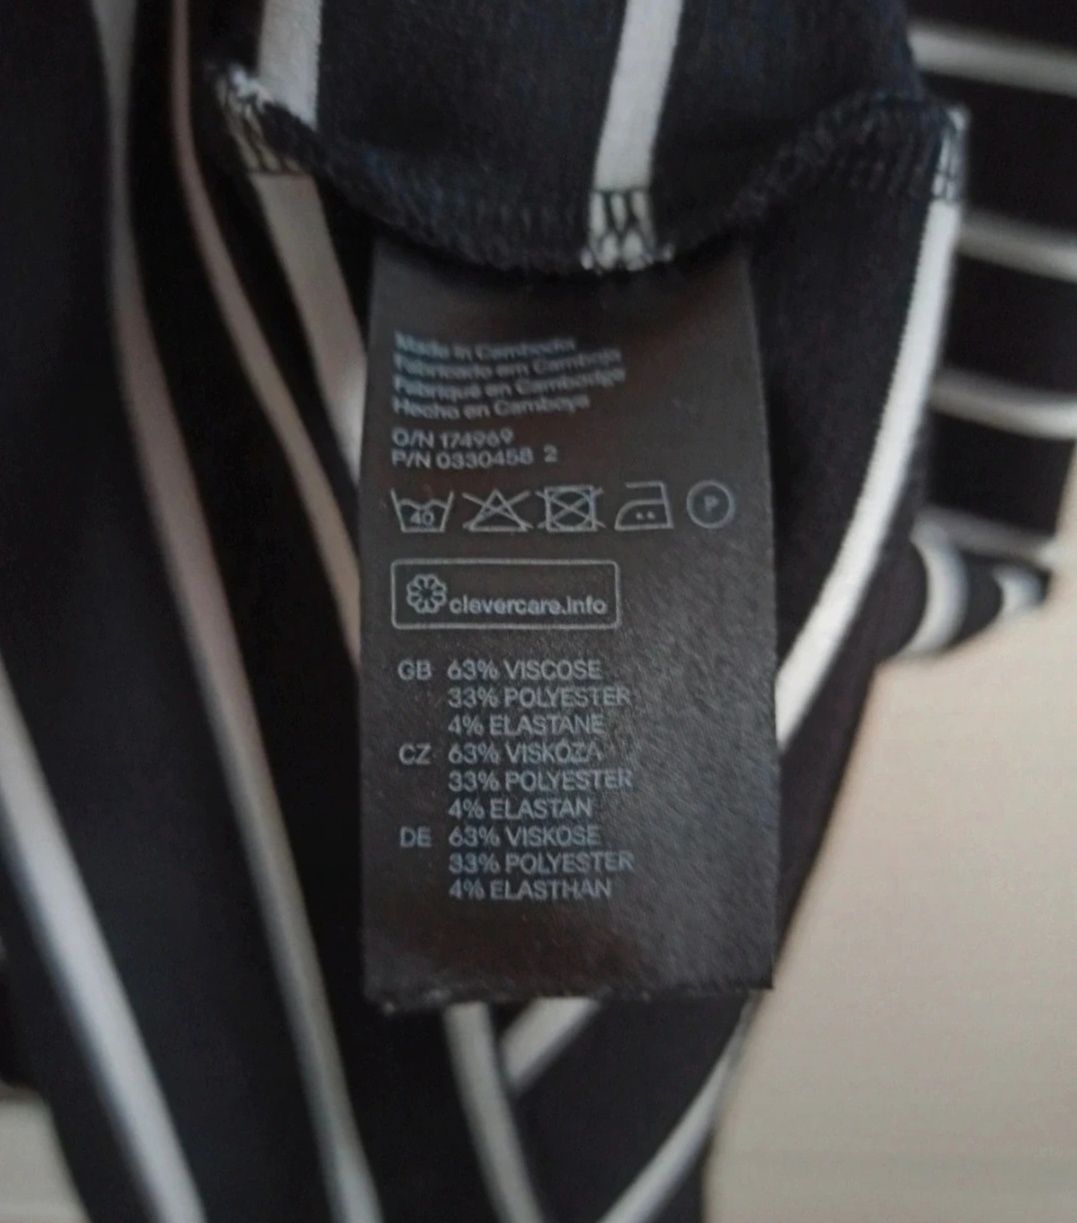 Made in Cambodia
Fabricado em Camboja
Fabriqué en Cambodge
Hecho en Camboya
O/N 174969
P/N 0330458 2
40 P
clevercare.info
GB 63% VISCOSE
33% POLYESTER
4% ELASTANE
CZ 63% VISKÓZA
33% POLYESTER
4% ELASTAN
DE 63% VISKOSE
33% POLYESTER
4% ELASTHAN